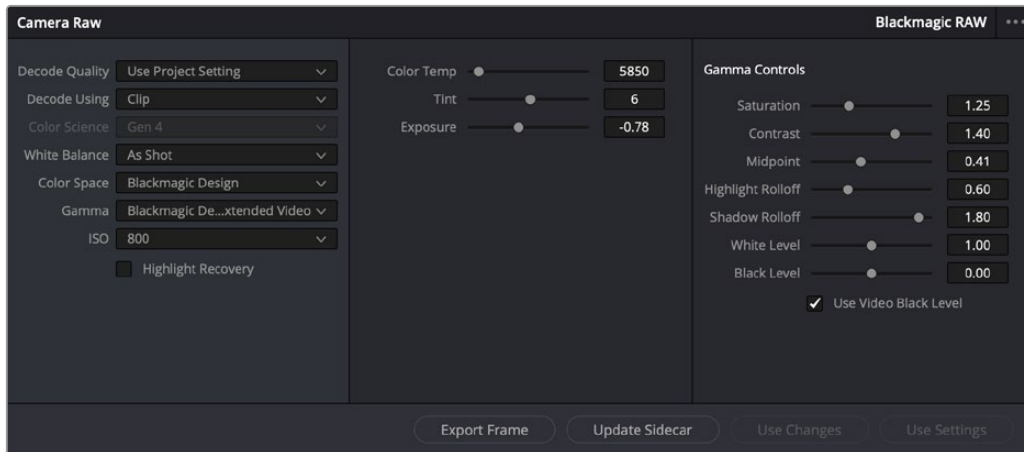 Camera Raw
Blackmagic RAW
Decode Quality Use Project Setting
Decode Using Clip
Color Science Gen 4
White Balance As Shot
Color Space Blackmagic Design
Gamma Blackmagic De...xtended Video
ISO 800
Highlight Recovery
Color Temp 5850
Tint 6
Exposure -0.78
Gamma Controls
Saturation 1.25
Contrast 1.40
Midpoint 0.41
Highlight Rolloff 0.60
Shadow Rolloff 1.80
White Level 1.00
Black Level 0.00
Use Video Black Level
Export Frame
Update Sidecar
Use Changes
Use Settings